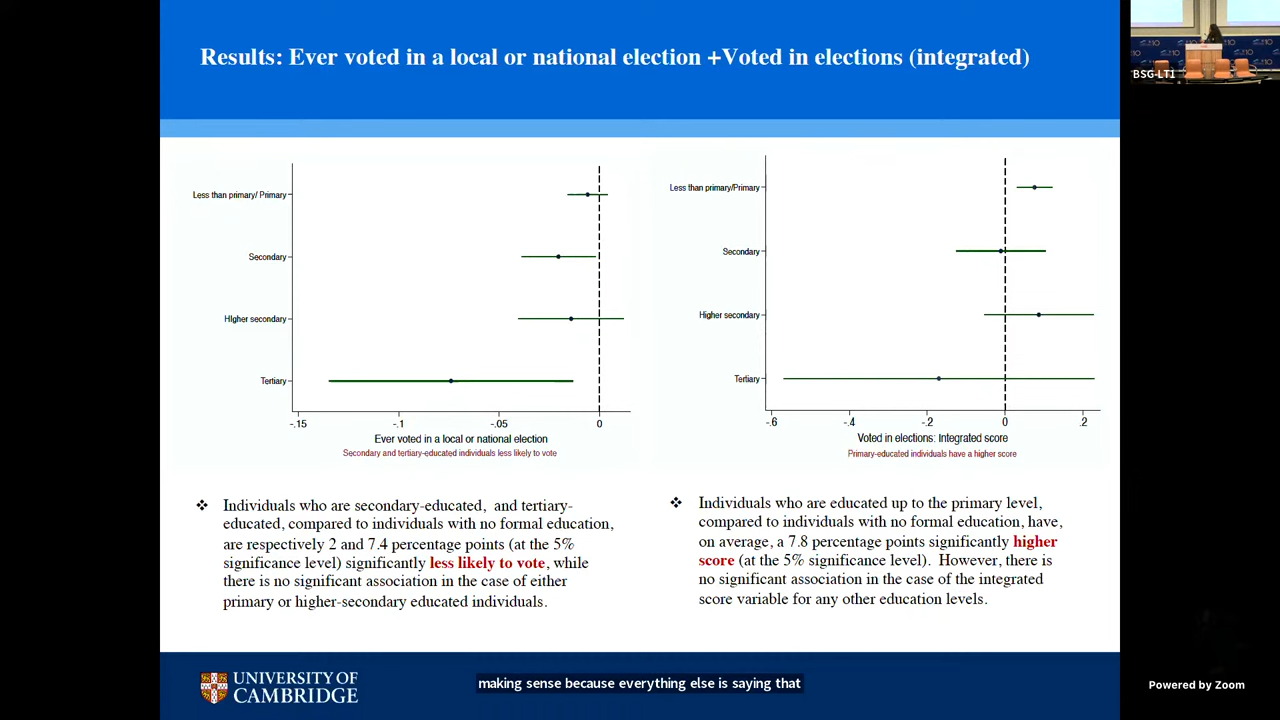 Results: Ever voted in a local or national election +Voted in elections (integrated)
BSG-LT1
Less than primary/ Primary
Secondary
Higher secondary
Tertiary
-.15 -.1 -.05 0
Ever voted in a local or national election
Secondary and tertiary-educated individuals less likely to vote
Less than primary/Primary
Secondary
Higher secondary
Tertiary
-.6 -.4 -.2 0 .2
Voted in elections: Integrated score
Primary-educated individuals have a higher score
❖ Individuals who are secondary-educated, and tertiary-
educated, compared to individuals with no formal education,
are respectively 2 and 7.4 percentage points (at the 5%
significance level) significantly less likely to vote, while
there is no significant association in the case of either
primary or higher-secondary educated individuals.
❖ Individuals who are educated up to the primary level,
compared to individuals with no formal education, have,
on average, a 7.8 percentage points significantly higher
score (at the 5% significance level). However, there is
no significant association in the case of the integrated
score variable for any other education levels.
UNIVERSITY OF
CAMBRIDGE
making sense because everything else is saying that
Powered by Zoom